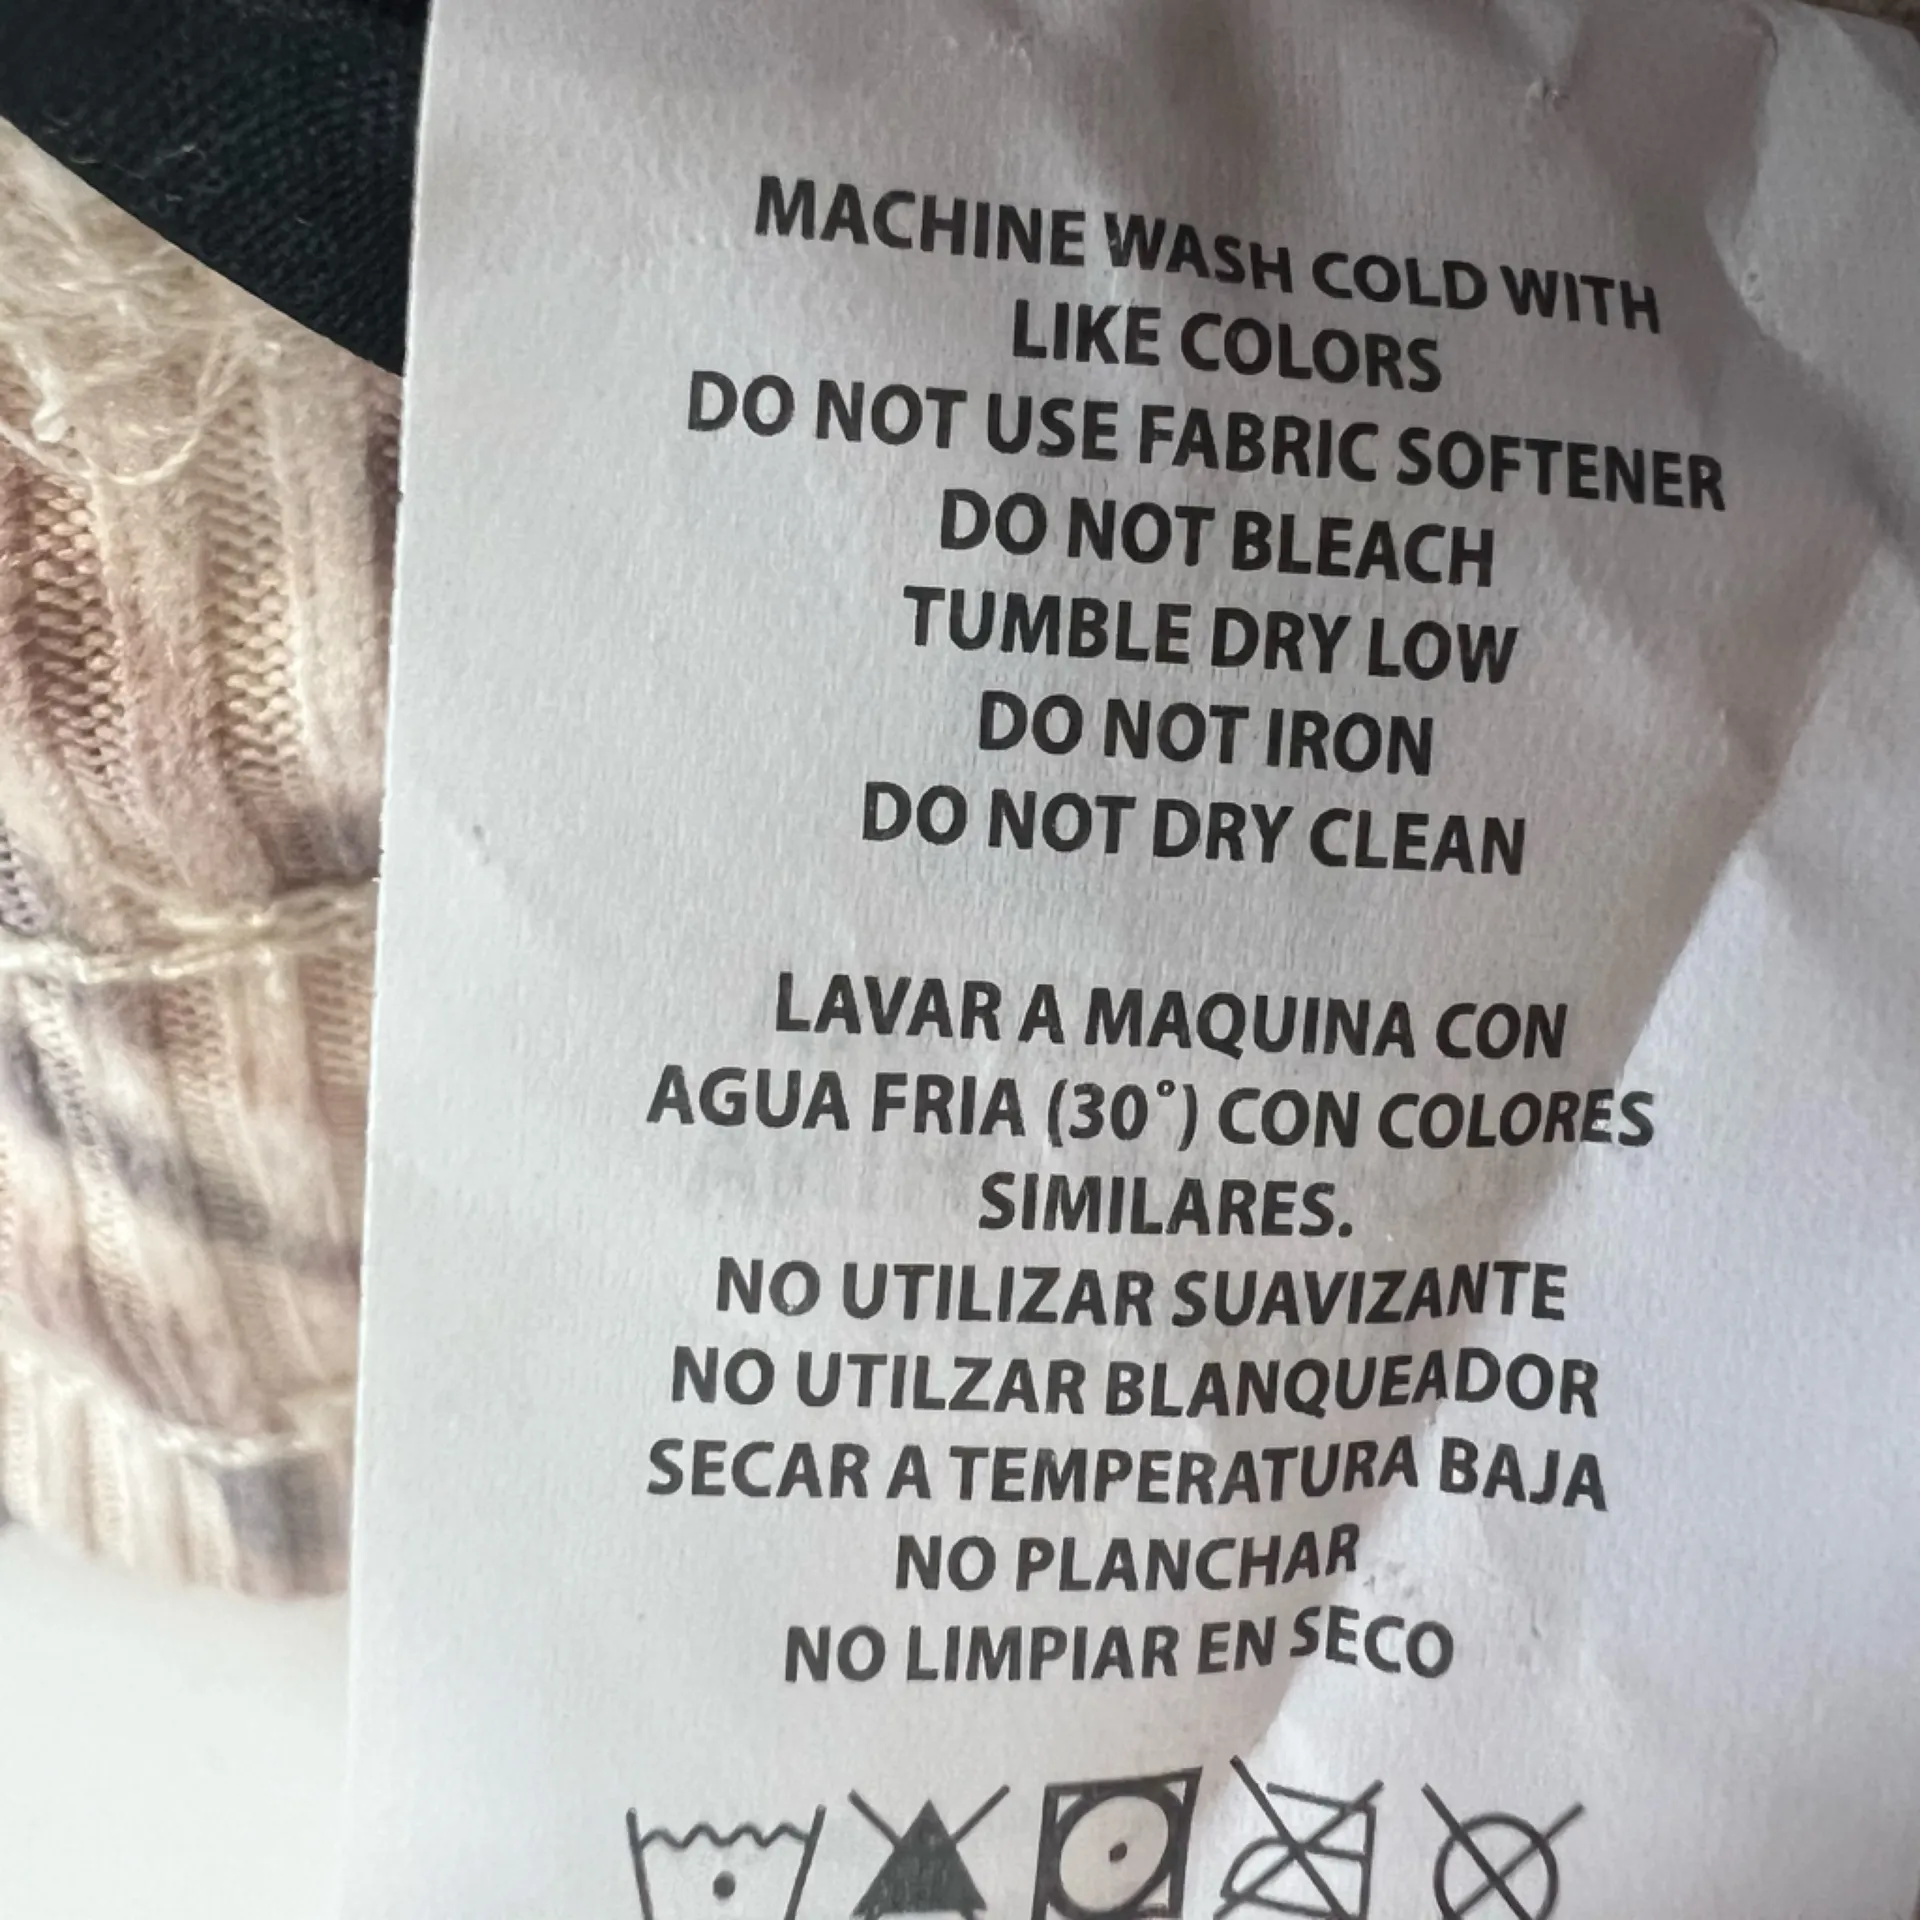 MACHINE WASH COLD WITH
LIKE COLORS
DO NOT USE FABRIC SOFTENER
DO NOT BLEACH
TUMBLE DRY LOW
DO NOT IRON
DO NOT DRY CLEAN
LAVAR A MAQUINA CON
AGUA FRIA (30°) CON COLORES
SIMILARES.
NO UTILIZAR SUAVIZANTE
NO UTILZAR BLANQUEADOR
SECAR A TEMPERATURA BAJA
NO PLANCHAR
NO LIMPIAR EN SECO